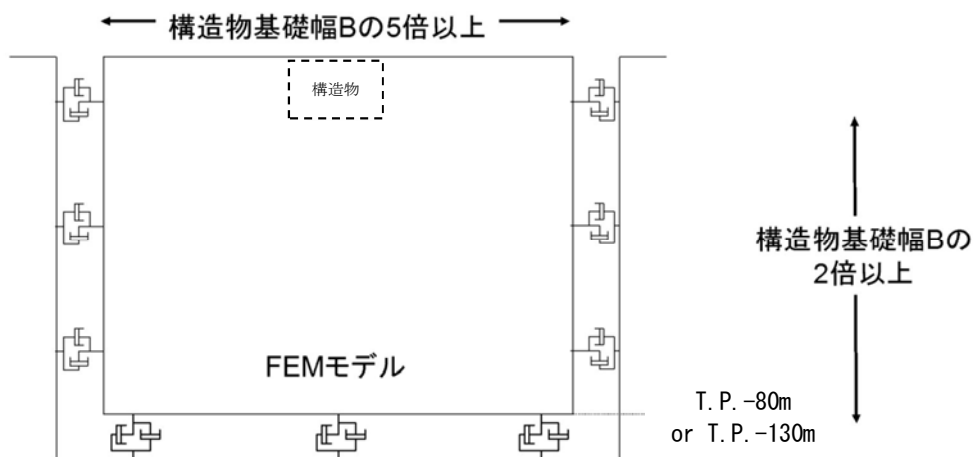 構造物基礎幅Bの5倍以上
構造物
構造物基礎幅Bの
2倍以上
FEMモデル
T.P.-80m
or T.P.-130m